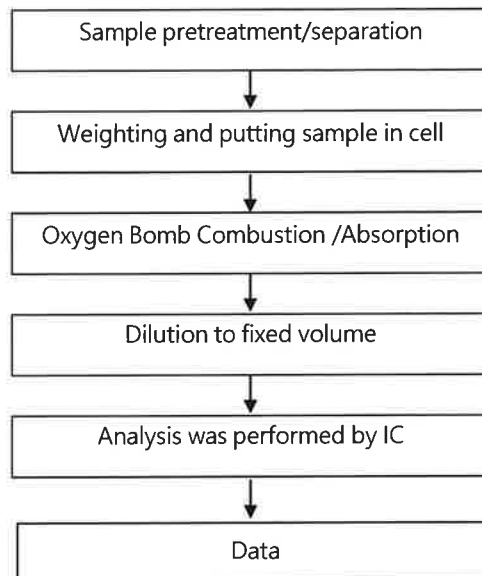 Sample pretreatment/separation
Weighting and putting sample in cell
Oxygen Bomb Combustion /Absorption
Dilution to fixed volume
Analysis was performed by IC
Data